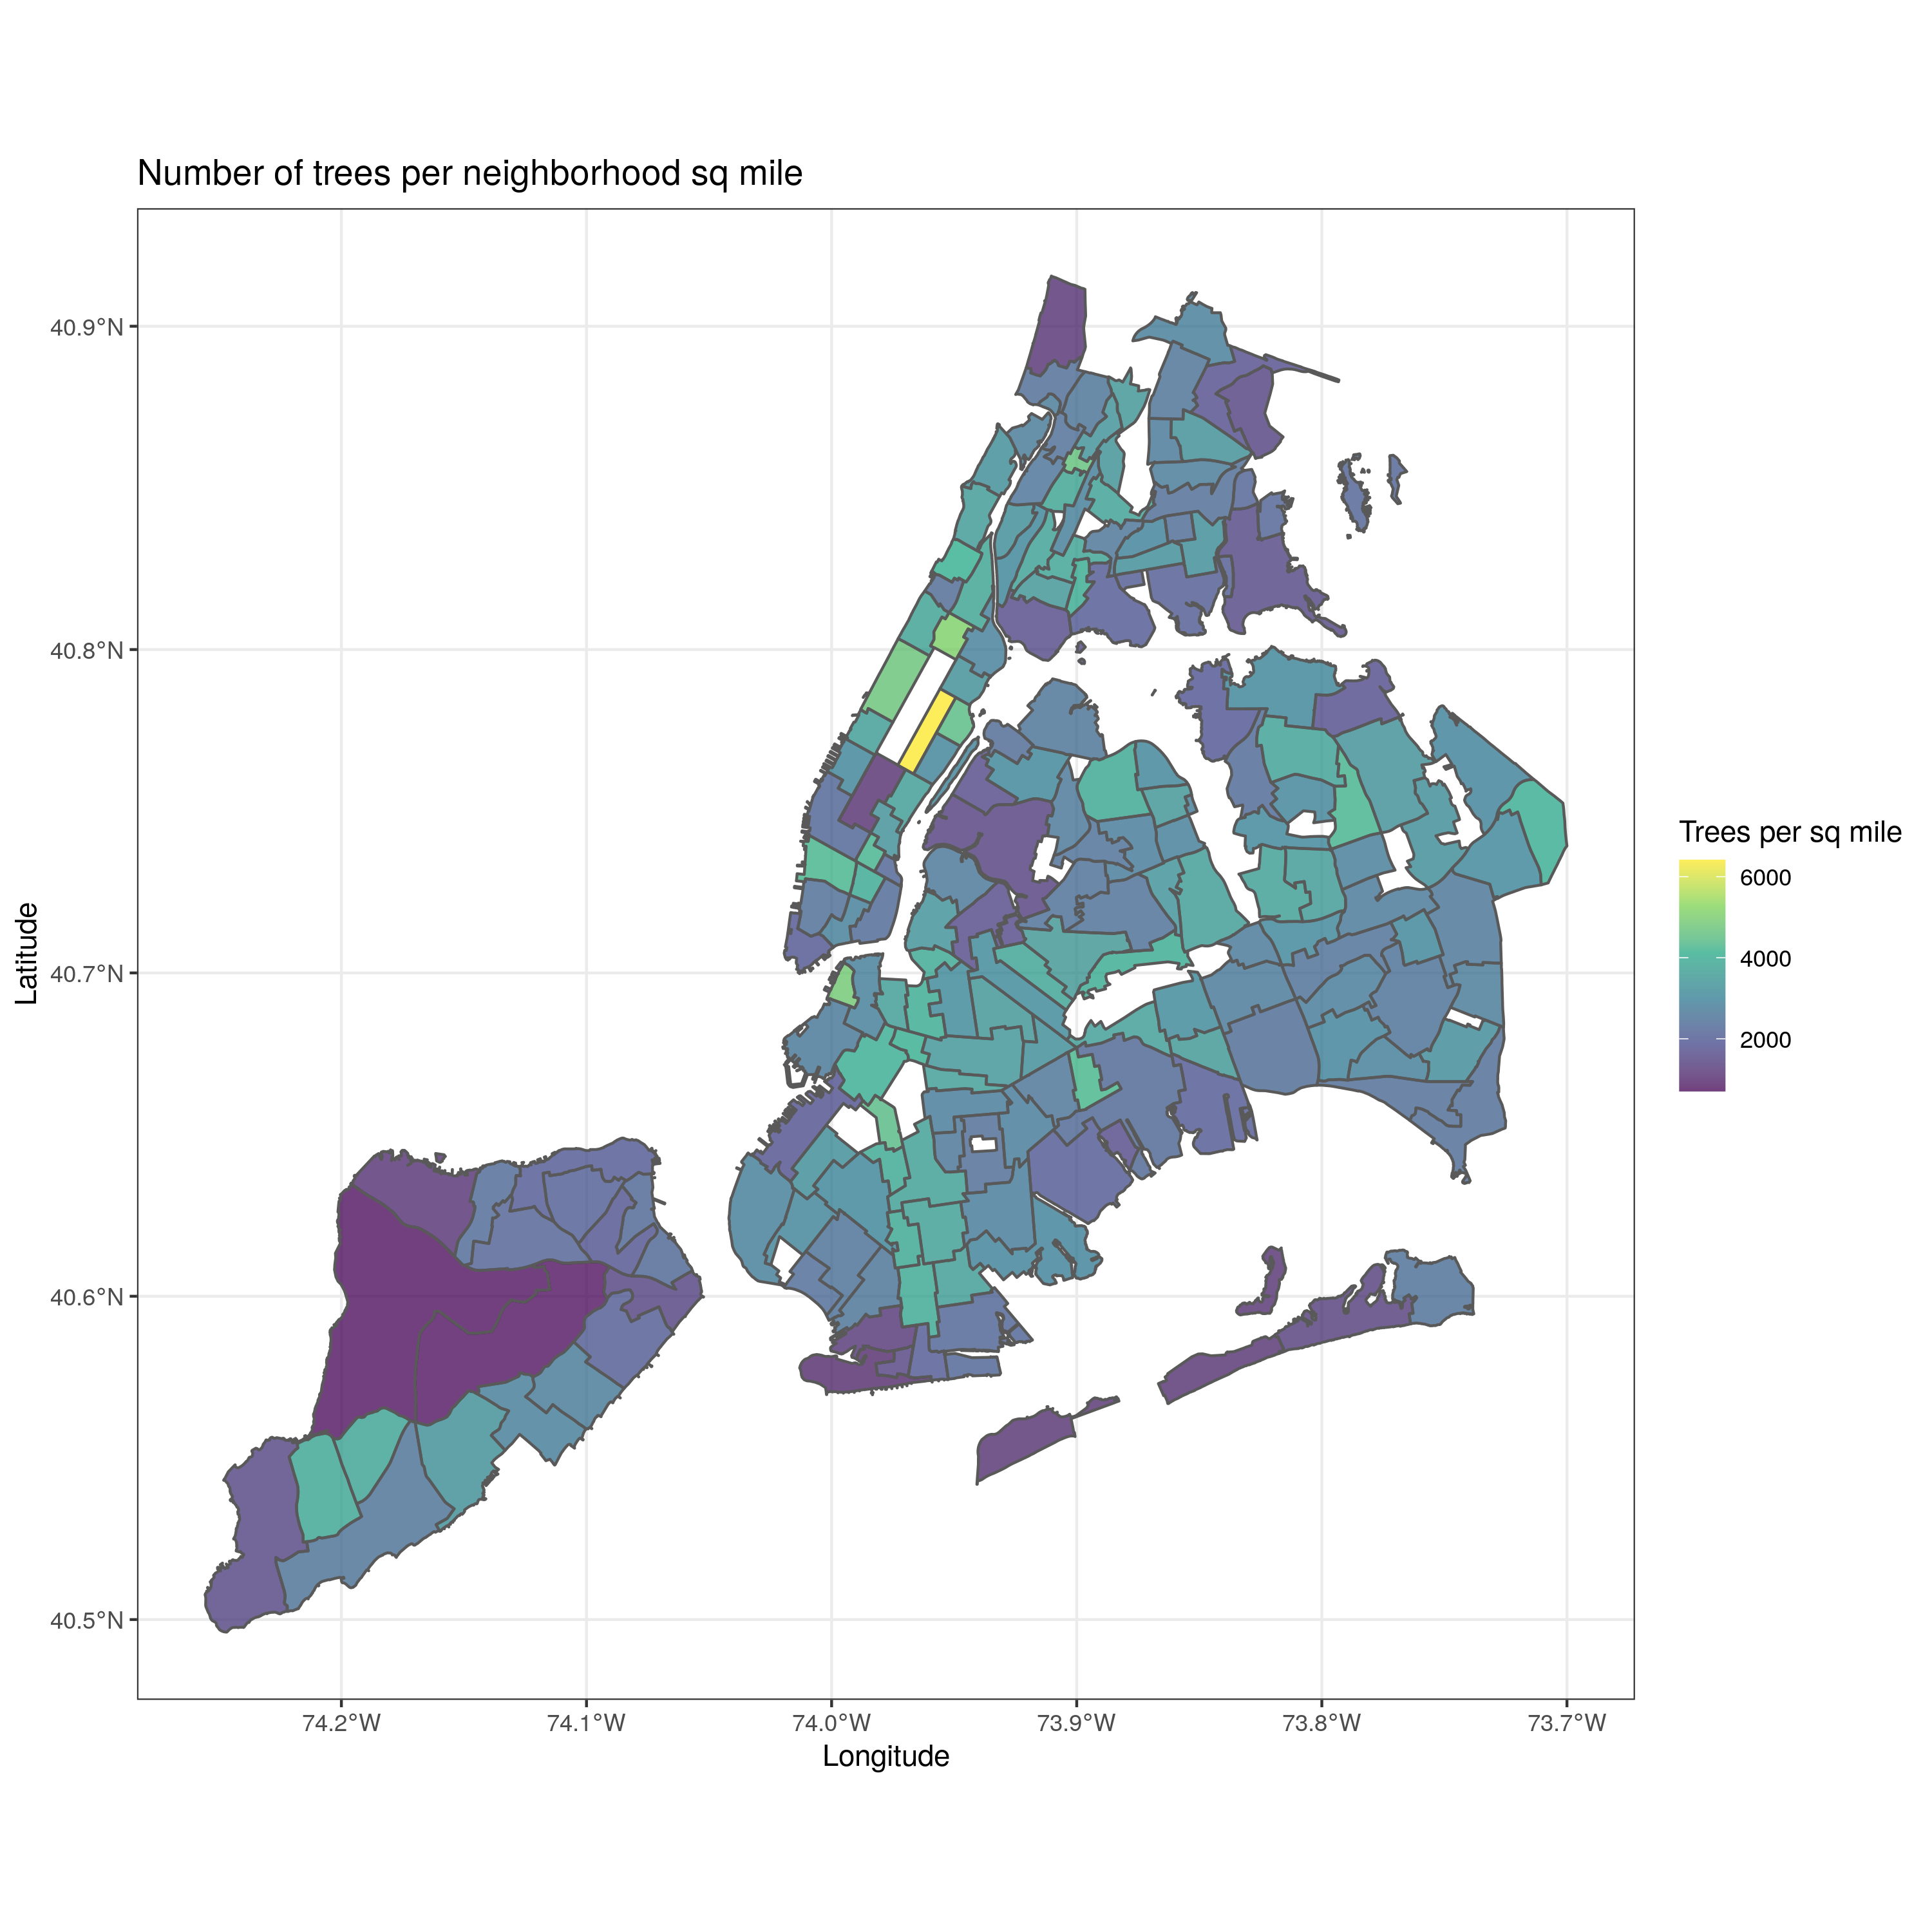 Number of trees per neighborhood sq mile
40.9°N
40.8°N
40.7°N
40.6°N
40.5°N
Latitude
74.2°W 74.1°W 74.0°W 73.9°W 73.8°W 73.7°W
Longitude
Trees per sq mile
6000
4000
2000